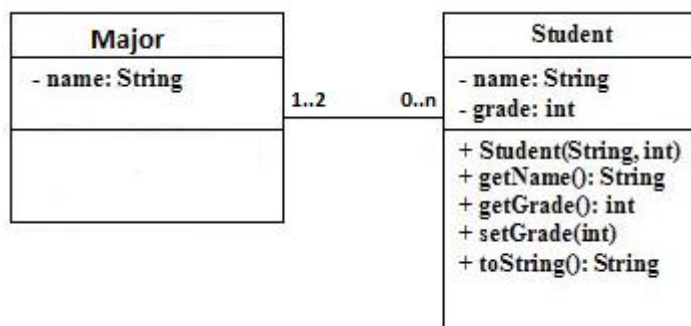 Major
- name: String
1..2
0..n
Student
- name: String
- grade: int
+ Student(String, int)
+ getName(): String
+ getGrade(): int
+ setGrade(int)
+ toString(): String